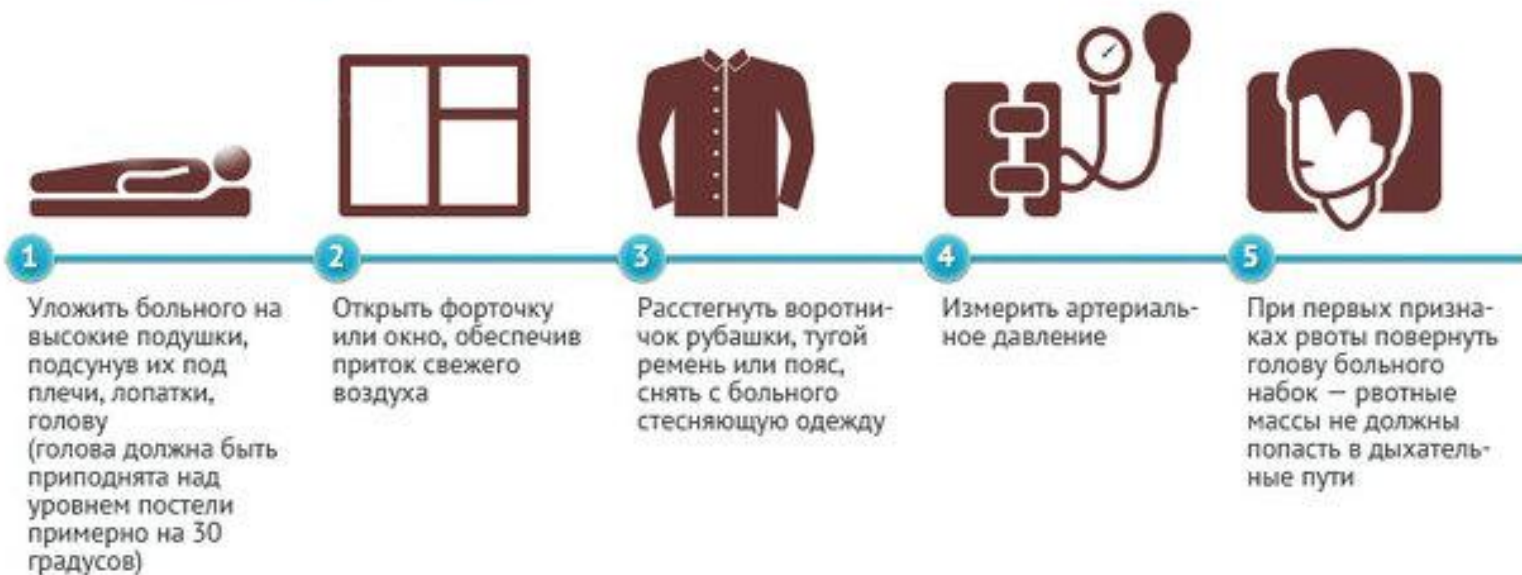 1
Уложить больного на
высокие подушки,
подсунув их под
плечи, лопатки,
голову
(голова должна быть
приподнята над
уровнем постели
примерно на 30
градусов)
2
Открыть форточку
или окно, обеспечив
приток свежего
воздуха
3
Расстегнуть воротни-
чок рубашки, тугой
ремень или пояс,
снять с больного
стесняющую одежду
4
Измерить артериаль-
ное давление
5
При первых призна-
ках рвоты повернуть
голову больного
набок — рвотные
массы не должны
попасть в дыхатель-
ные пути